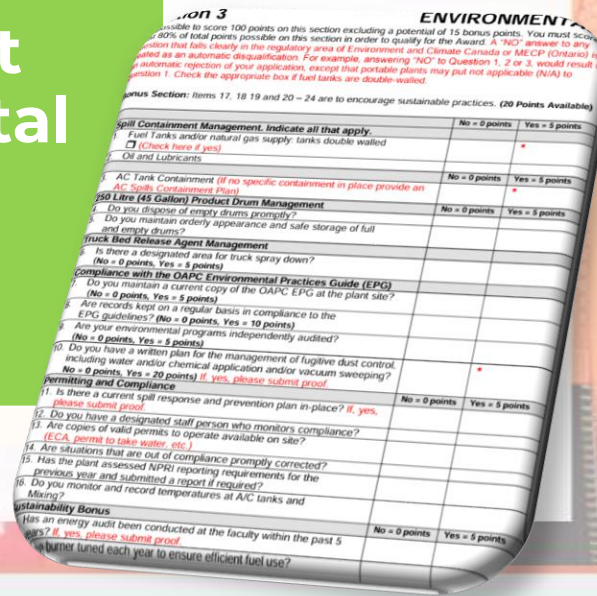 t
tal
ion 3
ENVIRONMENTA
ossible to score 100 points on this section excluding a potential of 15 bonus points. You must score
80% of total points possible on this section in order to qualify for the Award. A "NO" answer to any
stion that falls clearly in the regulatory area of Environment and Climate Canada or MECP (Ontario) is
ated as an automatic disqualification. For example, answering "NO" to Question 1, 2 or 3, would result in
automatic rejection of your application, except that portable plants may put not applicable (N/A) to
uestion 1. Check the appropriate box if fuel tanks are double-walled.
onus Section: Items 17, 18 19 and 20 – 24 are to encourage sustainable practices. (20 Points Available)
Spill Containment Management. Indicate all that apply.
No = 0 points Yes = 5 points
Fuel Tanks and/or natural gas supply: tanks double walled
(Check here if yes)
*
Oil and Lubricants
No = 0 points Yes = 5 points
AC Tank Containment (If no specific containment in place provide an
AC Spills Containment Plan)
*
250 Litre (45 Gallon) Product Drum Management
No = 0 points Yes = 5 points
Do you dispose of empty drums promptly?
Do you maintain orderly appearance and safe storage of full
and empty drums?
Truck Bed Release Agent Management
Is there a designated area for truck spray down?
(No = 0 points, Yes = 5 points)
Compliance with the OAPC Environmental Practices Guide (EPG)
Do you maintain a current copy of the OAPC EPG at the plant site?
(No = 0 points, Yes = 5 points)
Are records kept on a regular basis in compliance to the
EPG guidelines? (No = 0 points, Yes = 10 points)
Are your environmental programs independently audited?
(No = 0 points, Yes = 5 points)
10. Do you have a written plan for the management of fugitive dust control,
including water and/or chemical application and/or vacuum sweeping?
No = 0 points, Yes = 20 points) If, yes, please submit proof.
*
Permitting and Compliance
No = 0 points Yes = 5 points
11. Is there a current spill response and prevention plan in-place? If, yes,
please submit proof.
12. Do you have a designated staff person who monitors compliance?
13. Are copies of valid permits to operate available on site?
(ECA, permit to take water, etc.)
14. Are situations that are out of compliance promptly corrected?
15. Has the plant assessed NPRI reporting requirements for the
previous year and submitted a report if required?
16. Do you monitor and record temperatures at A/C tanks and
Mixing?
ustainability Bonus
No = 0 points Yes = 5 points
Has an energy audit been conducted at the faculty within the past 5
ears? If, yes, please submit proof.
burner tuned each year to ensure efficient fuel use?